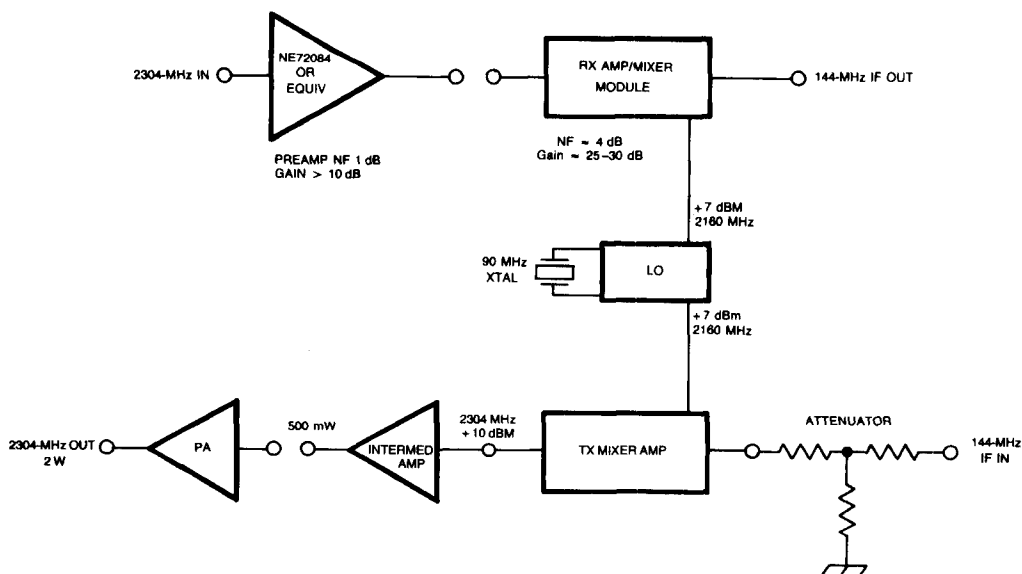 2304-MHz IN
NE72084
OR
EQUIV
PREAMP NF 1 dB
GAIN > 10 dB
RX AMP/MIXER
MODULE
144-MHz IF OUT
NF = 4 dB
Gain = 25-30 dB
+7 dBM
2160 MHz
90 MHz
XTAL
LO
+7 dBm
2160 MHz
2304-MHz OUT
2 W
PA
500 mW
INTERMED
AMP
2304 MHz
+10 dBM
TX MIXER AMP
ATTENUATOR
144-MHz
IF IN